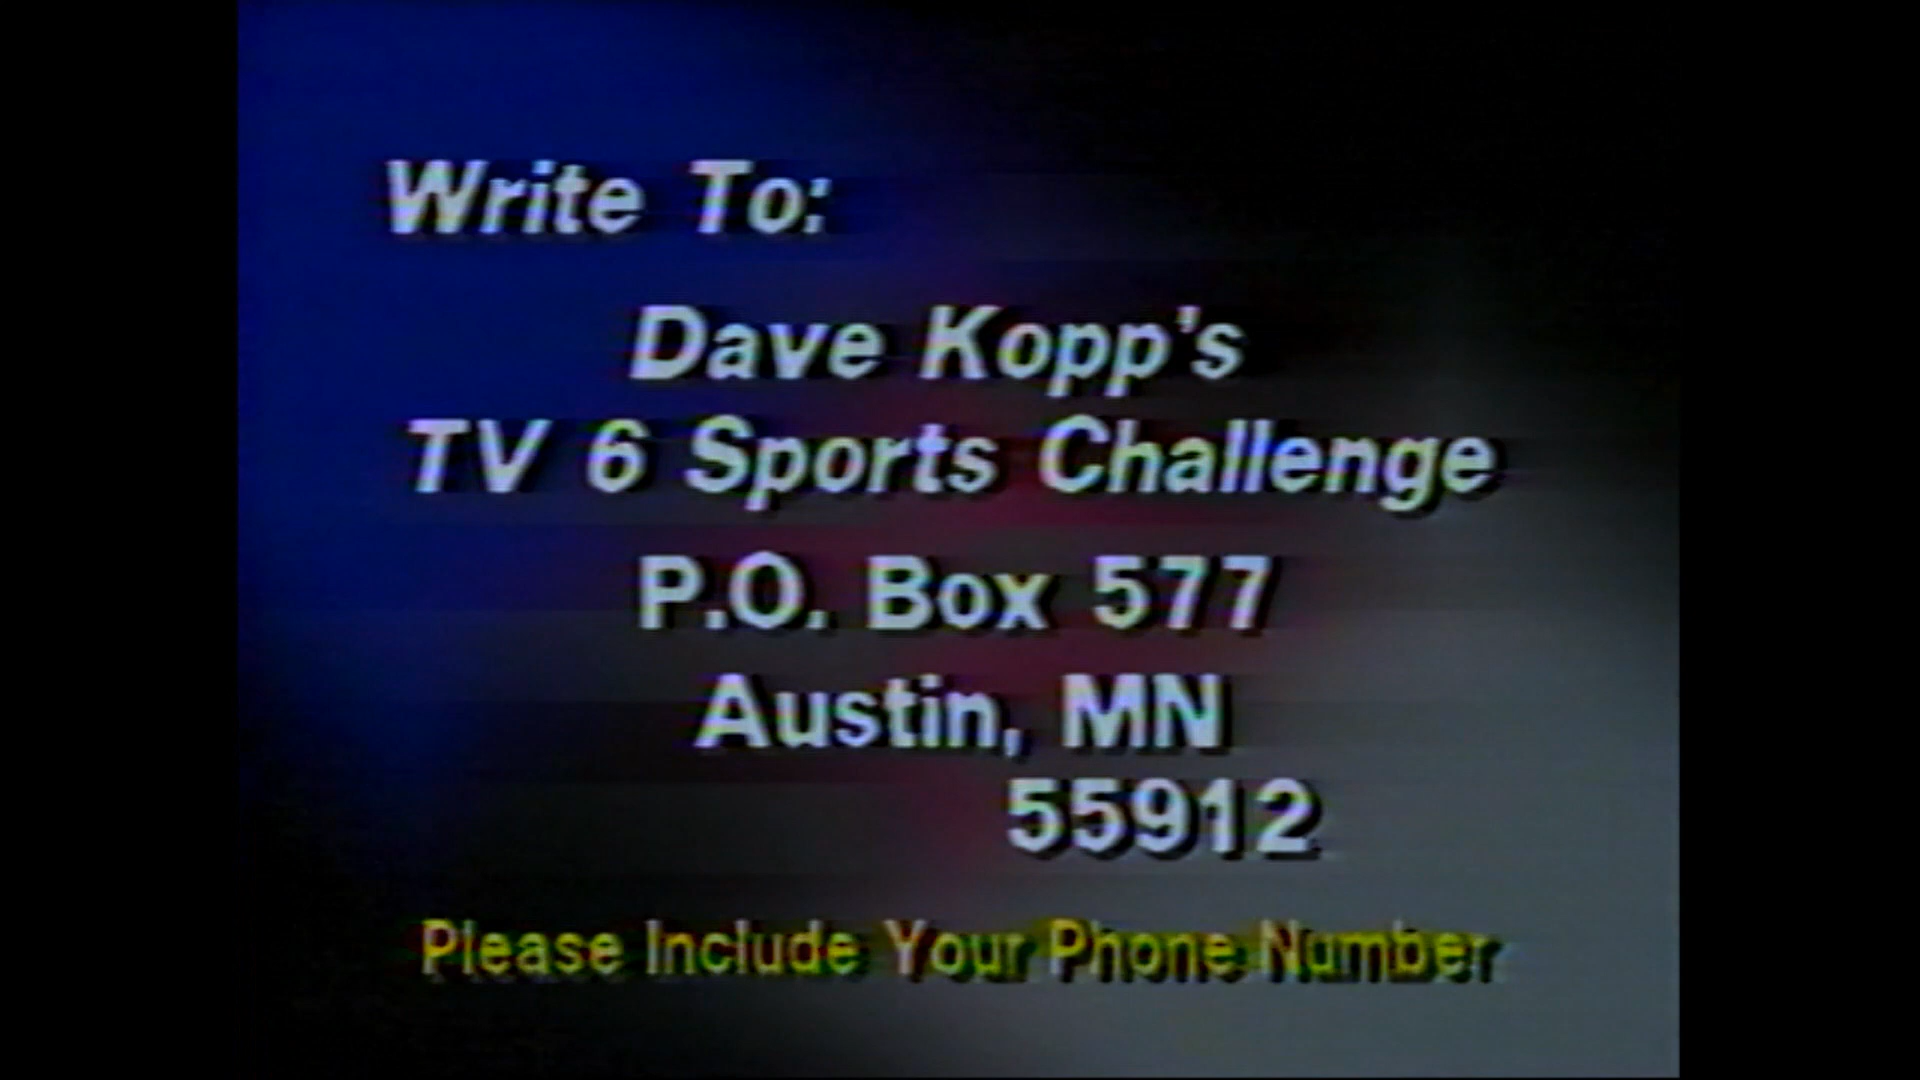 Write To:
Dave Kopp's
TV 6 Sports Challenge
P.O. Box 577
Austin, MN
55912
Please Include Your Phone Number